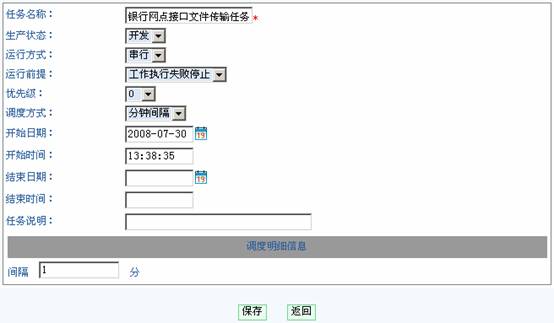 任务名称： 银行网点接口文件传输任务 *
生产状态： 开发
运行方式： 串行
运行前提： 工作执行失败停止
优先级： 0
调度方式： 分钟间隔
开始日期： 2008-07-30 19
开始时间： 13:38:35
结束日期： 19
结束时间：
任务说明：
调度明细信息
间隔 1 分
保存 返回